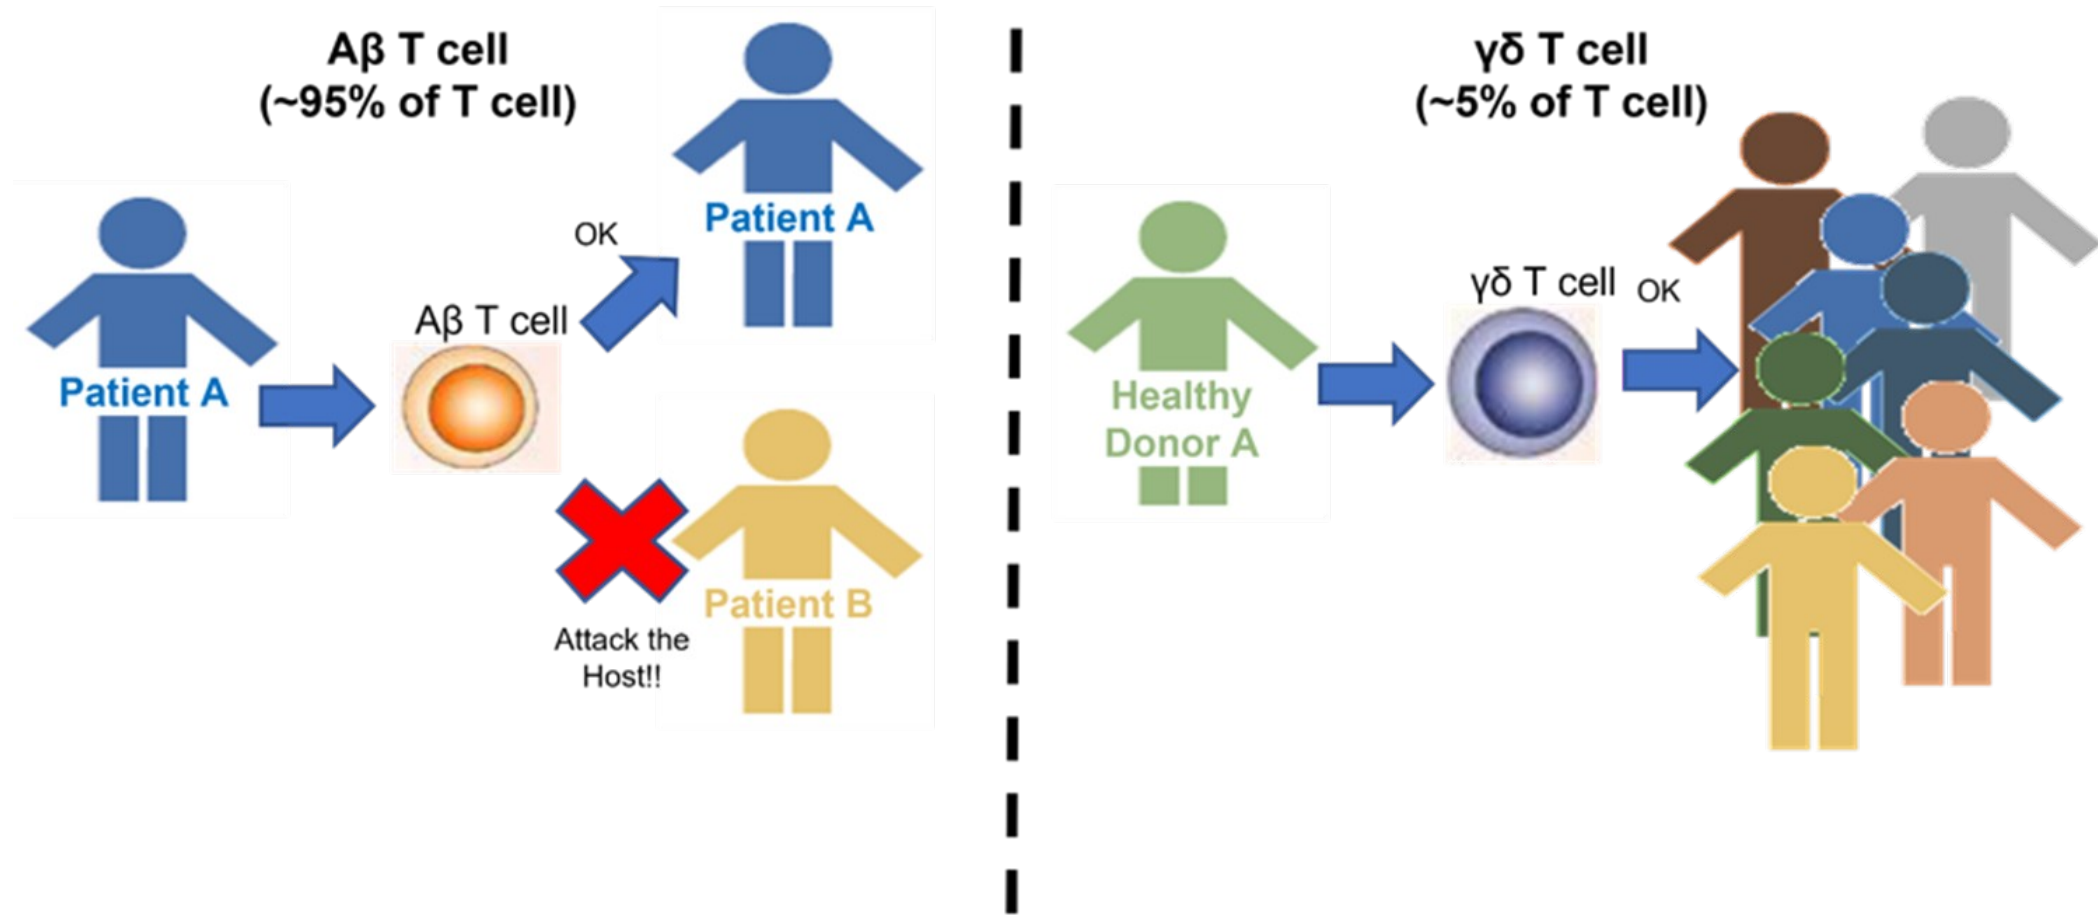 Aβ T cell
(~95% of T cell)
Patient A
Aβ T cell
OK
Patient A
Attack the
Host!!
Patient B
γδ T cell
(~5% of T cell)
Healthy
Donor A
γδ T cell
OK